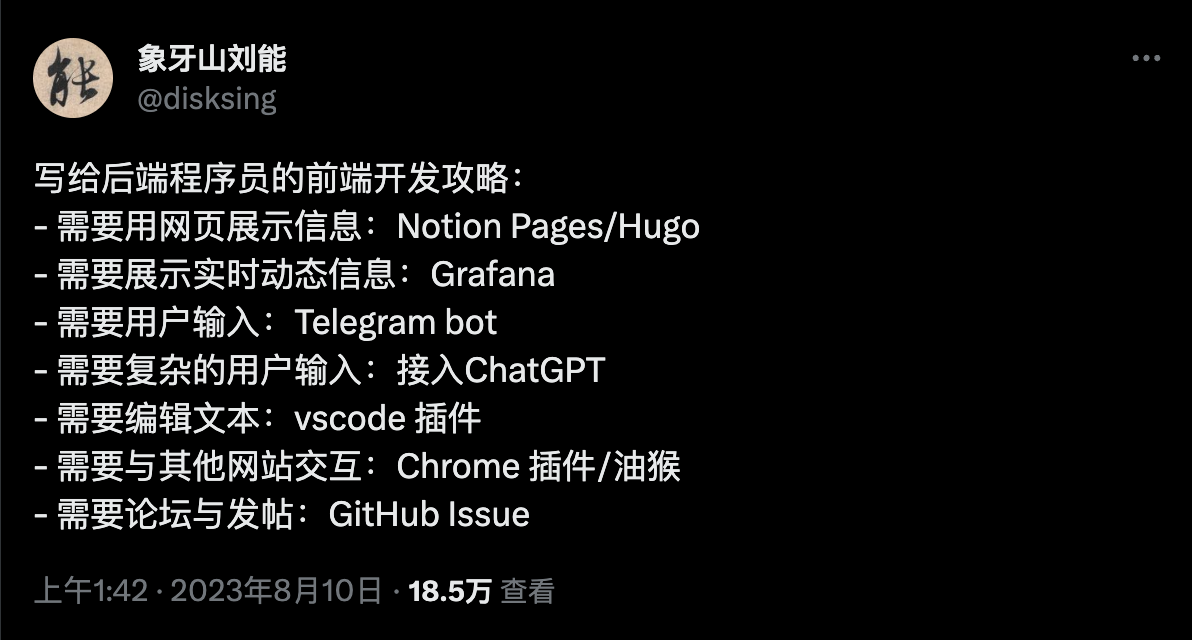 象牙山刘能
@disksing
写给后端程序员的前端开发攻略：
- 需要用网页展示信息：Notion Pages/Hugo
- 需要展示实时动态信息：Grafana
- 需要用户输入：Telegram bot
- 需要复杂的用户输入：接入ChatGPT
- 需要编辑文本：vscode 插件
- 需要与其他网站交互：Chrome 插件/油猴
- 需要论坛与发帖：GitHub Issue
上午1:42 · 2023年8月10日 · 18.5万 查看